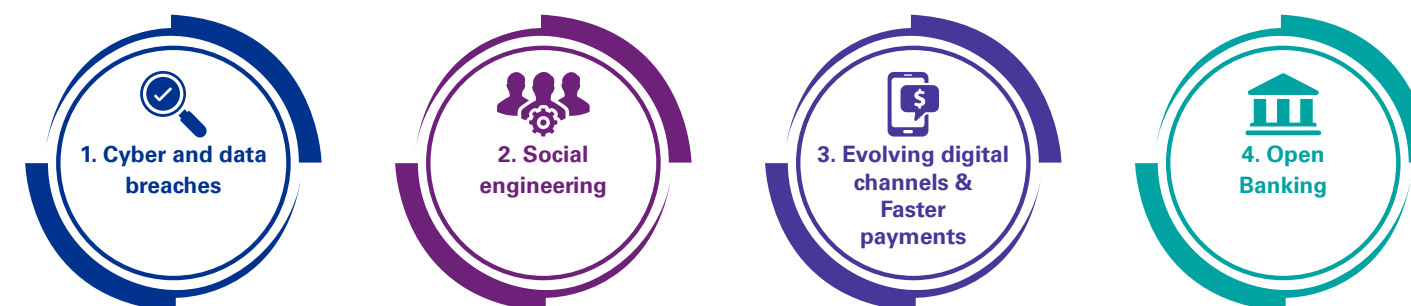 1. Cyber and data
breaches
2. Social
engineering
$
3. Evolving digital
channels &
Faster
payments
4. Open
Banking